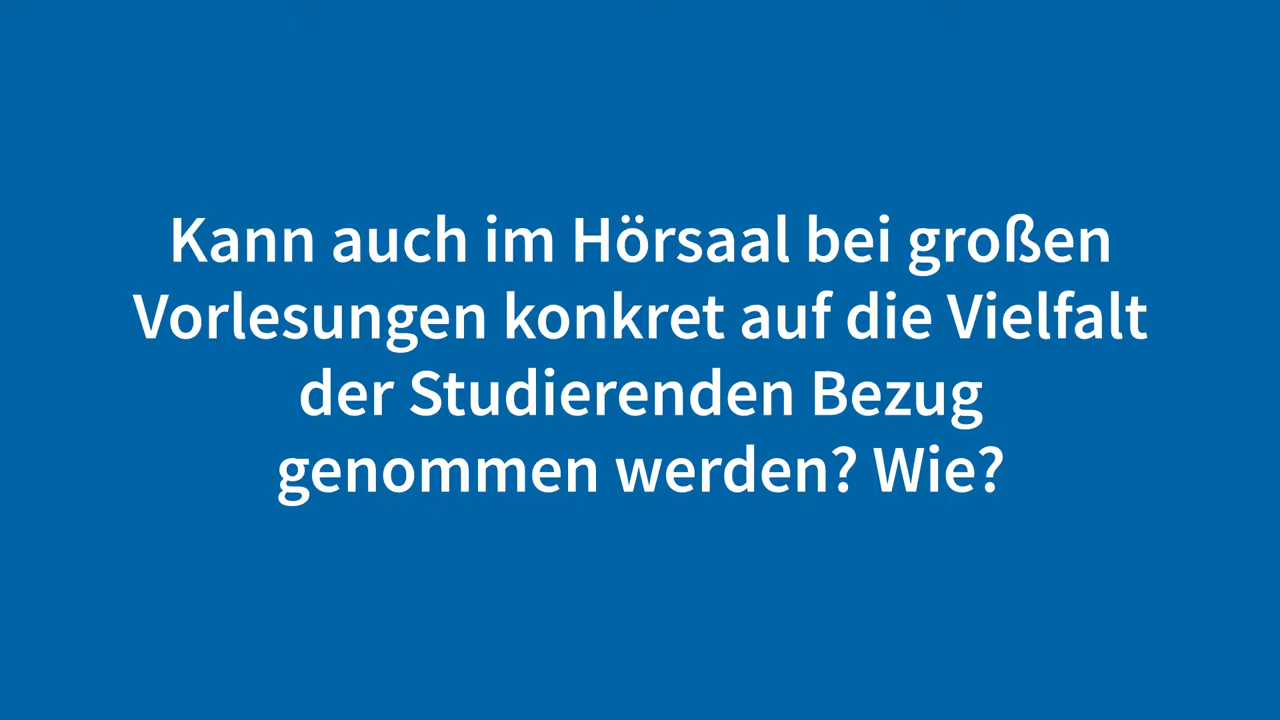 Kann auch im Hörsaal bei großen
Vorlesungen konkret auf die Vielfalt
der Studierenden Bezug
genommen werden? Wie?